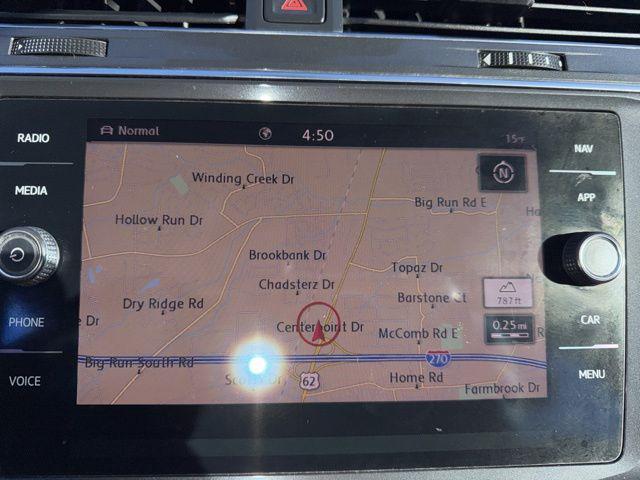 Normal 4:50 15°F
RADIO
MEDIA
PHONE
VOICE
NAV
APP
CAR
MENU
N
Winding Creek Dr
Big Run Rd E
Hollow Run Dr
Brookbank Dr
Chadsterz Dr
Topaz Dr
Dry Ridge Rd
Barstone Ct
787 ft
e Dr
Centerpoint Dr
McComb Rd E
0.25 mi
Big Run South Rd
270
62
Home Rd
Farmbrook Dr